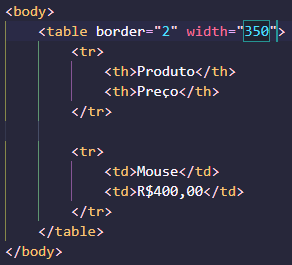 <body>
<table border="2" width="350">
<tr>
<th>Produto</th>
<th>Preço</th>
</tr>
<tr>
<td>Mouse</td>
<td>R$400,00</td>
</tr>
</table>
</body>